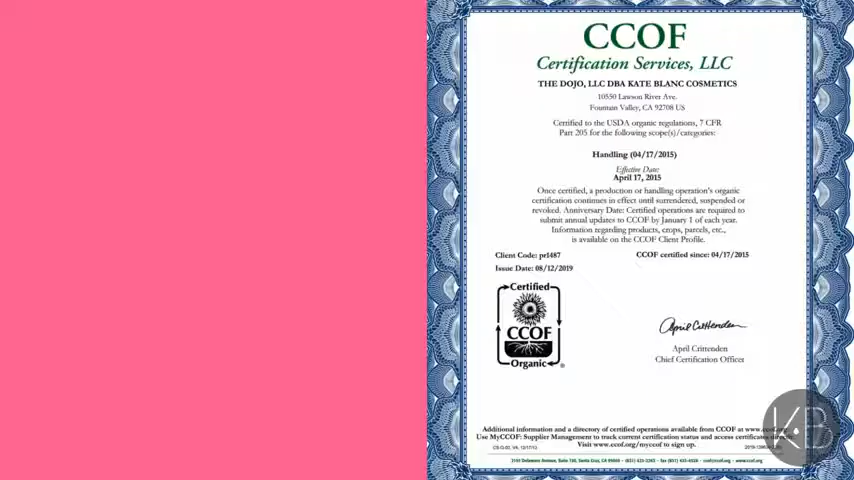 CCOF
Certification Services, LLC
THE DOJO, LLC DBA KATE BLANC COSMETICS
10550 Lawson River Ave.
Fountain Valley, CA 92708 US
Certified to the USDA organic regulations, 7 CFR
Part 205 for the following scope(s)/categories:
Handling (04/17/2015)
Effective Date:
April 17, 2015
Once certified, a production or handling operation's organic
certification continues in effect until surrendered, suspended or
revoked. Anniversary Date: Certified operations are required to
submit annual updates to CCOF by January 1 of each year.
Information regarding products, crops, parcels, etc.,
is available on the CCOF Client Profile.
Client Code: pr1487
CCOF certified since: 04/17/2015
Issue Date: 08/12/2019
Certified
CCOF
Organic
®
April Crittenden
April Crittenden
Chief Certification Officer
Additional information and a directory of certified operations available from CCOF at www.ccof.org
Use MyCCOF: Supplier Management to track current certification status and access certificates directly
Visit www.ccof.org/myccof to sign up.
KB